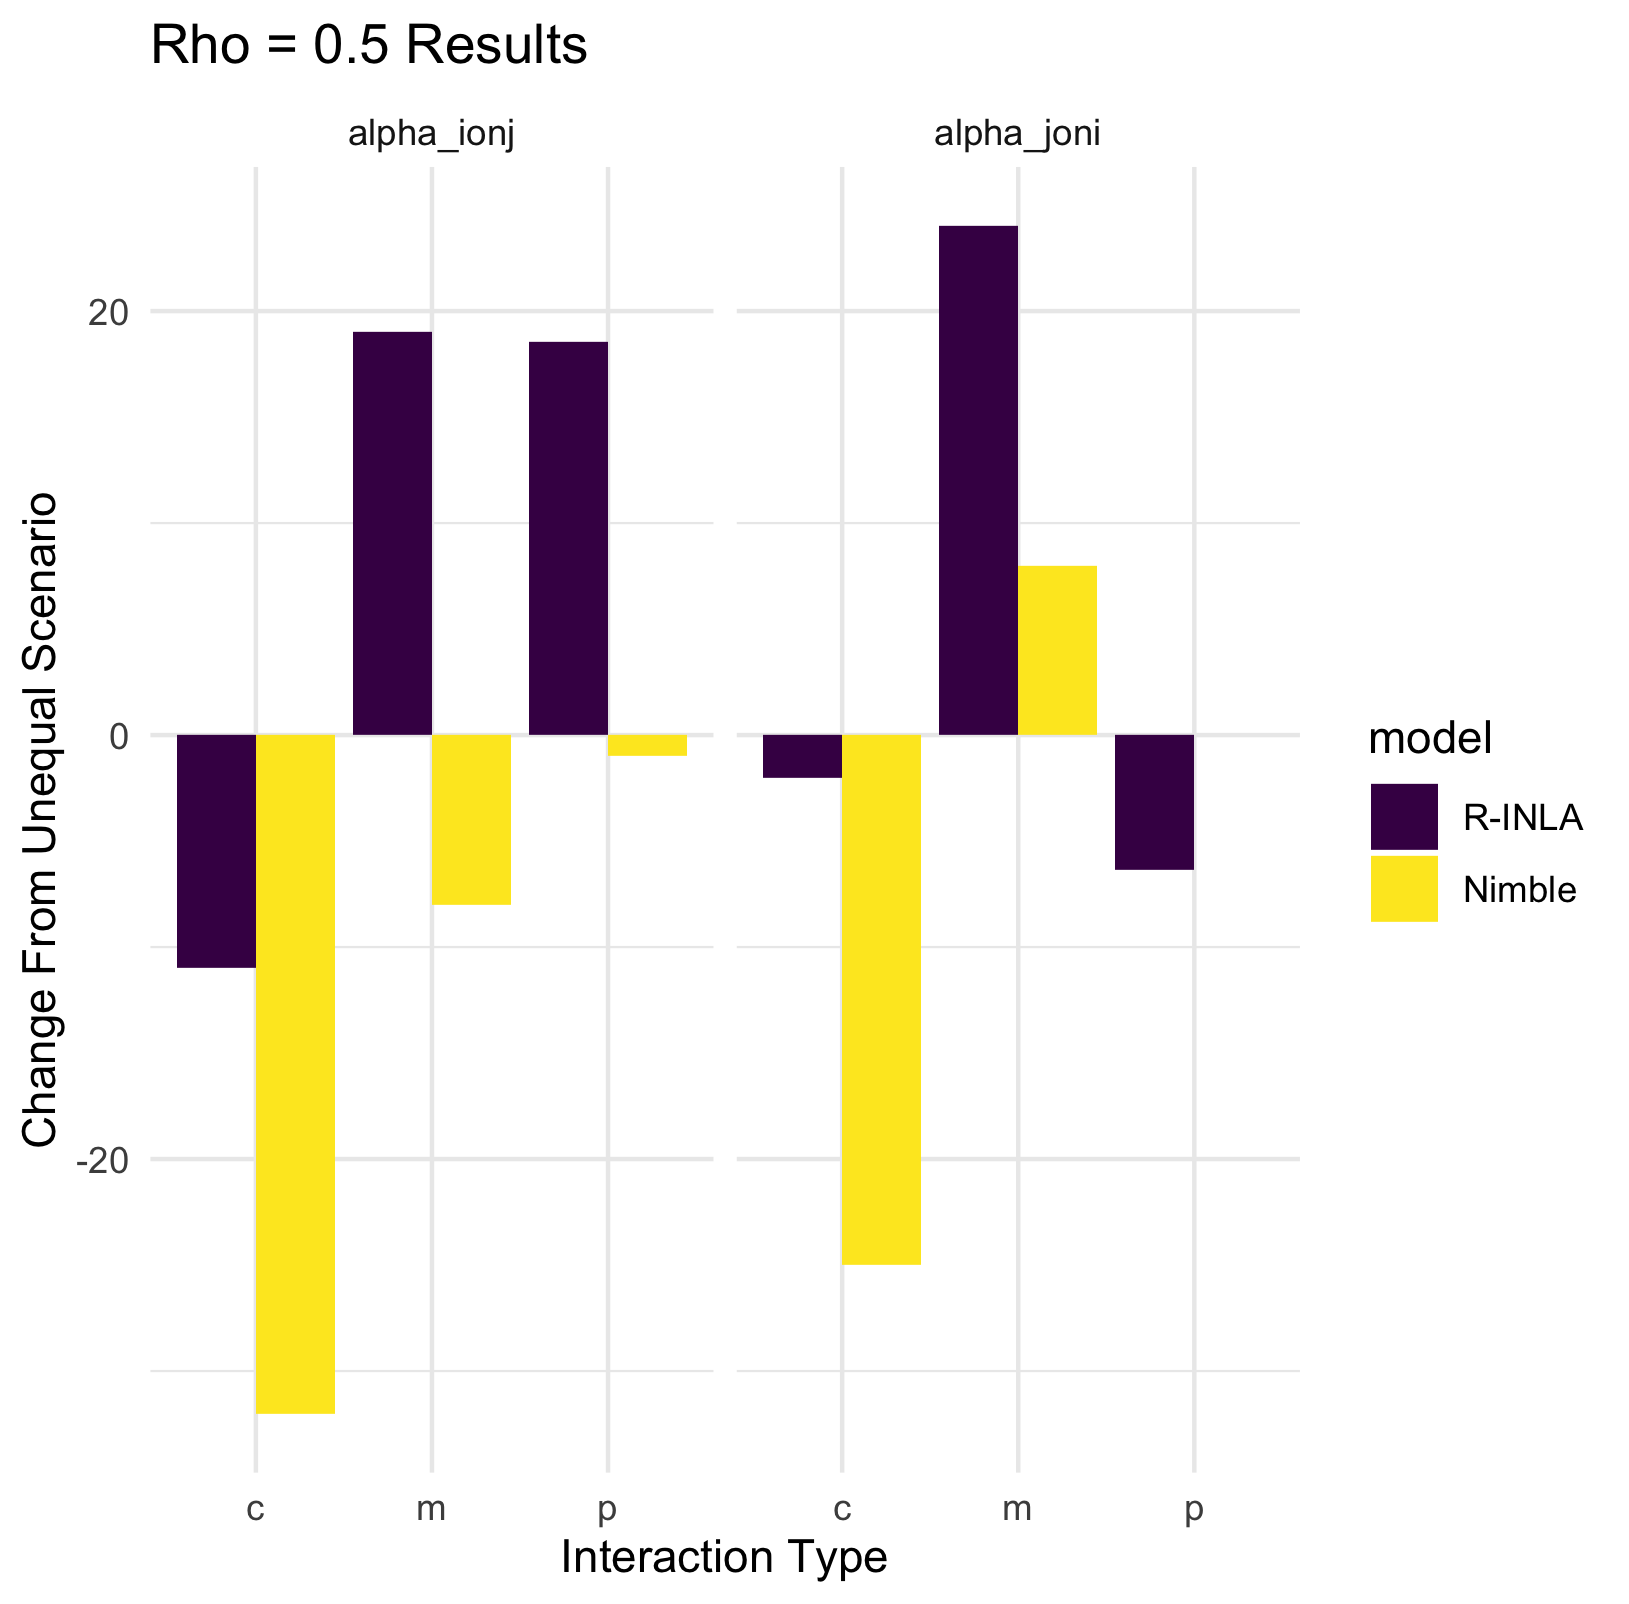 Rho = 0.5 Results
alpha_ionj
alpha_joni
20
0
-20
Change From Unequal Scenario
c
m
p
c
m
p
Interaction Type
model
R-INLA
Nimble